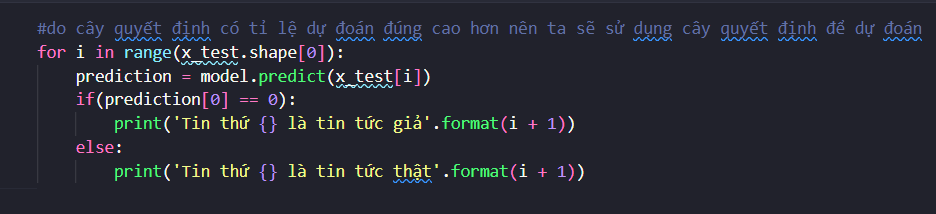 #do cây quyết định có tỉ lệ dự đoán đúng cao hơn nên ta sẽ sử dụng cây quyết định để dự đoán
for i in range(x_test.shape[0]):
    prediction = model.predict(x_test[i])
    if(prediction[0] == 0):
        print('Tin thứ {} là tin tức giả'.format(i + 1))
    else:
        print('Tin thứ {} là tin tức thật'.format(i + 1))